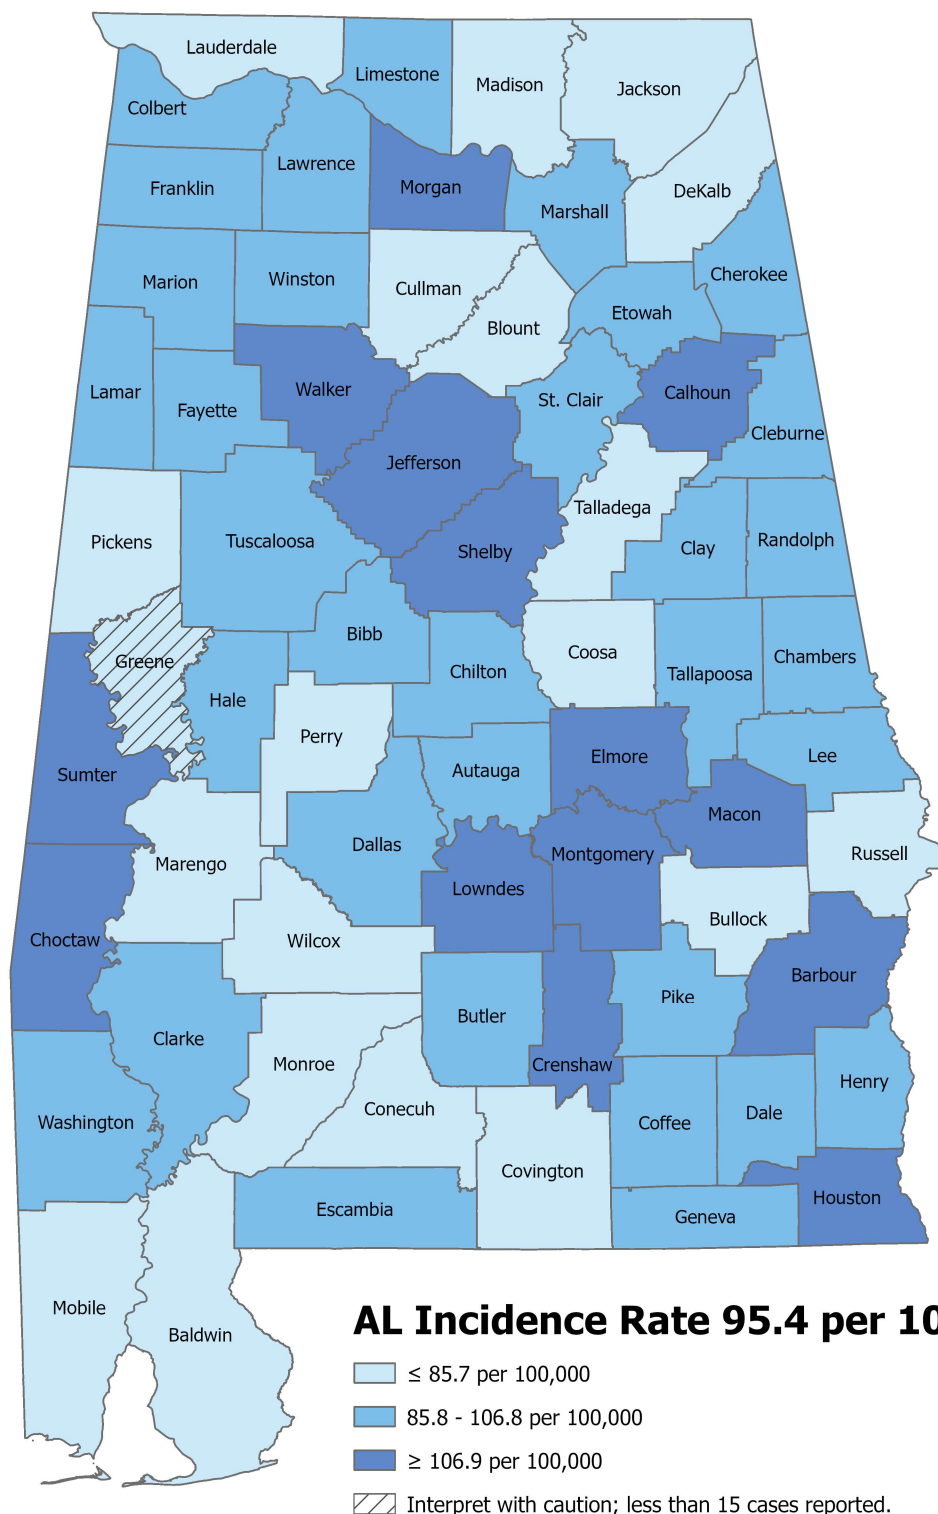 Lauderdale
Limestone
Madison
Jackson
Colbert
Lawrence
Franklin
Morgan
DeKalb
Marshall
Cherokee
Marion
Winston
Cullman
Etowah
Blount
Lamar
Walker
Calhoun
St. Clair
Fayette
Cleburne
Jefferson
Talladega
Pickens
Tuscaloosa
Shelby
Clay
Randolph
Bibb
Coosa
Chambers
Greene
Chilton
Tallapoosa
Hale
Perry
Elmore
Lee
Sumter
Autauga
Macon
Dallas
Montgomery
Russell
Marengo
Lowndes
Bullock
Choctaw
Wilcox
Barbour
Pike
Butler
Clarke
Monroe
Crenshaw
Henry
Conecuh
Dale
Washington
Coffee
Covington
Houston
Escambia
Geneva
Mobile
Baldwin
AL Incidence Rate 95.4 per 10
≤ 85.7 per 100,000
85.8 - 106.8 per 100,000
≥ 106.9 per 100,000
Interpret with caution; less than 15 cases reported.